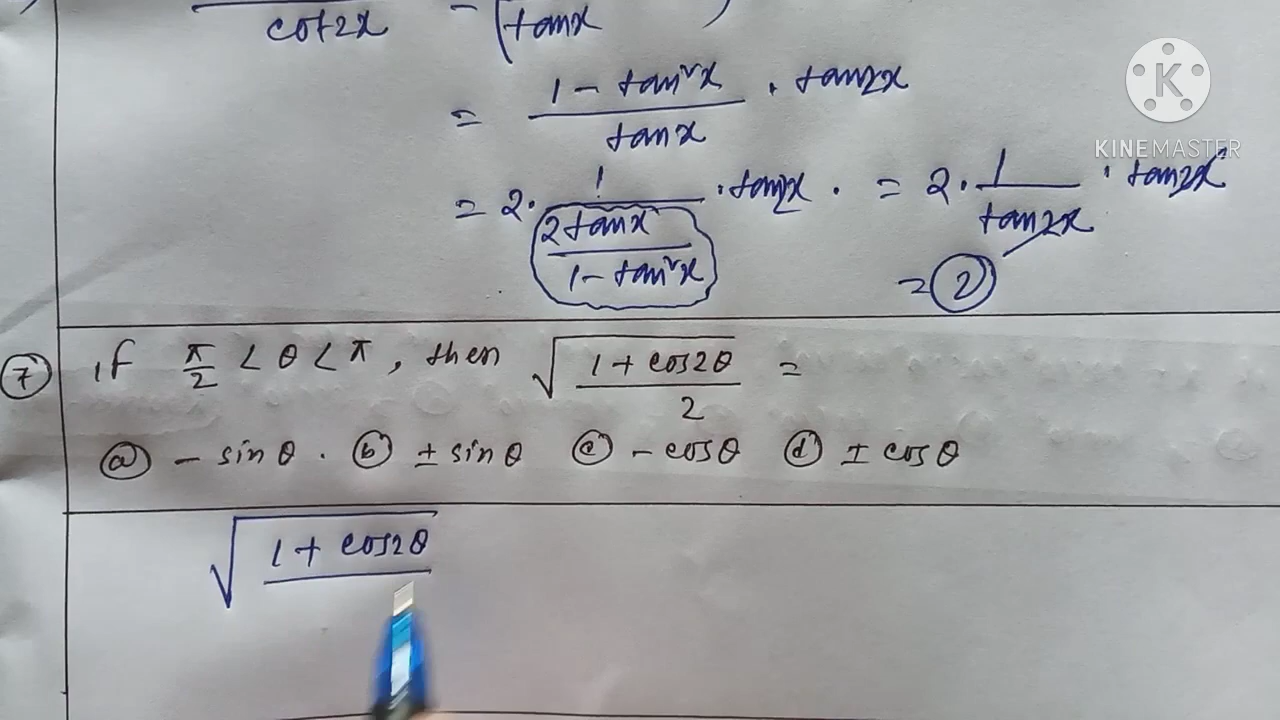 cot2x = (tanx )
= 1 - tan²x / tanx . tan2x
= 2. 1 / (2tanx / 1 - tan²x) . tan2x . = 2. 1 / tan2x . tan2x
= 2
7 if π/2 < θ < π, then √(1 + cos2θ / 2) =
a - sinθ . b ± sinθ c - cosθ d ± cosθ
√(1 + cos2θ
K
KINEMASTER